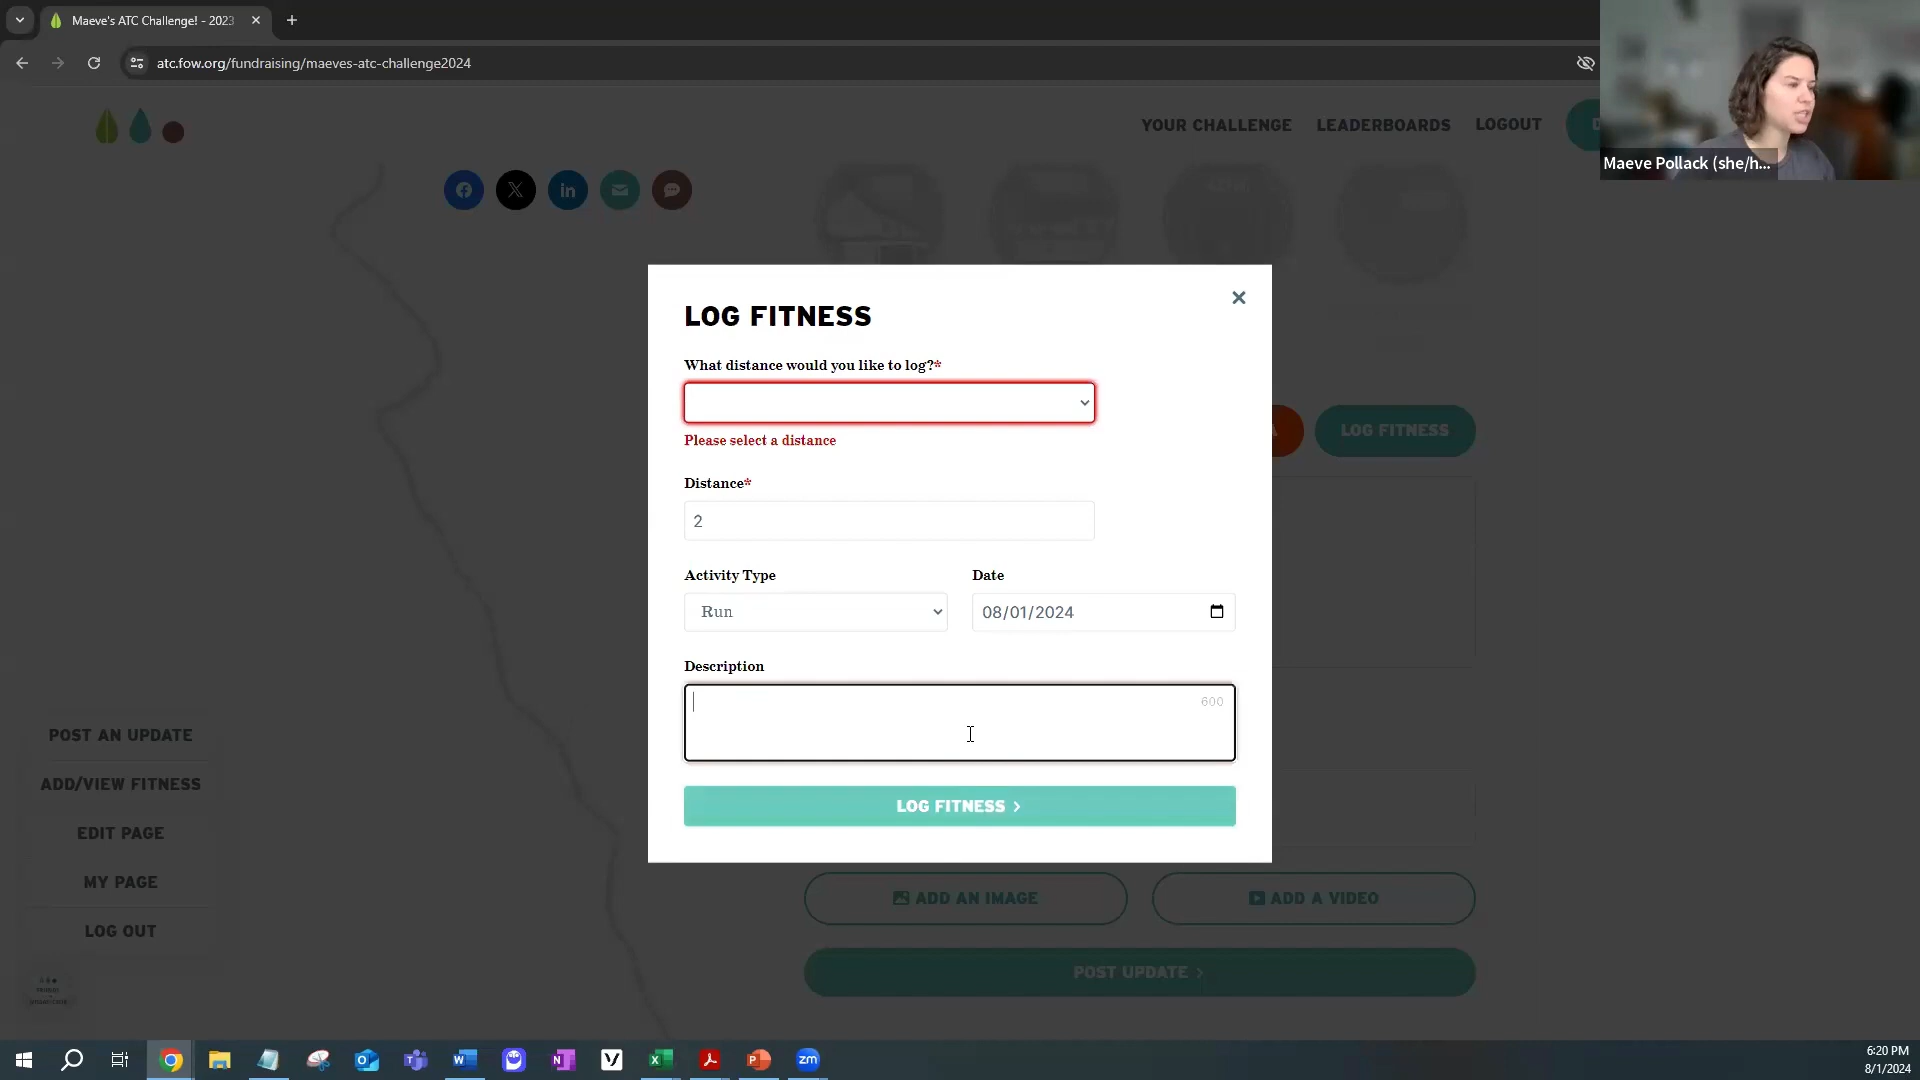 Maeve's ATC Challenge! - 2023
atc.fow.org/fundraising/maeves-atc-challenge2024
Maeve Pollack (she/h...
YOUR CHALLENGE
LEADERBOARDS
LOGOUT
D
LOG FITNESS
What distance would you like to log?*
Please select a distance
Distance*
2
Activity Type
Date
Run
08/01/2024
Description
600
LOG FITNESS >
A
LOG FITNESS
POST AN UPDATE
ADD/VIEW FITNESS
EDIT PAGE
MY PAGE
LOG OUT
ADD AN IMAGE
ADD A VIDEO
POST UPDATE >
zm
6:20 PM
8/1/2024